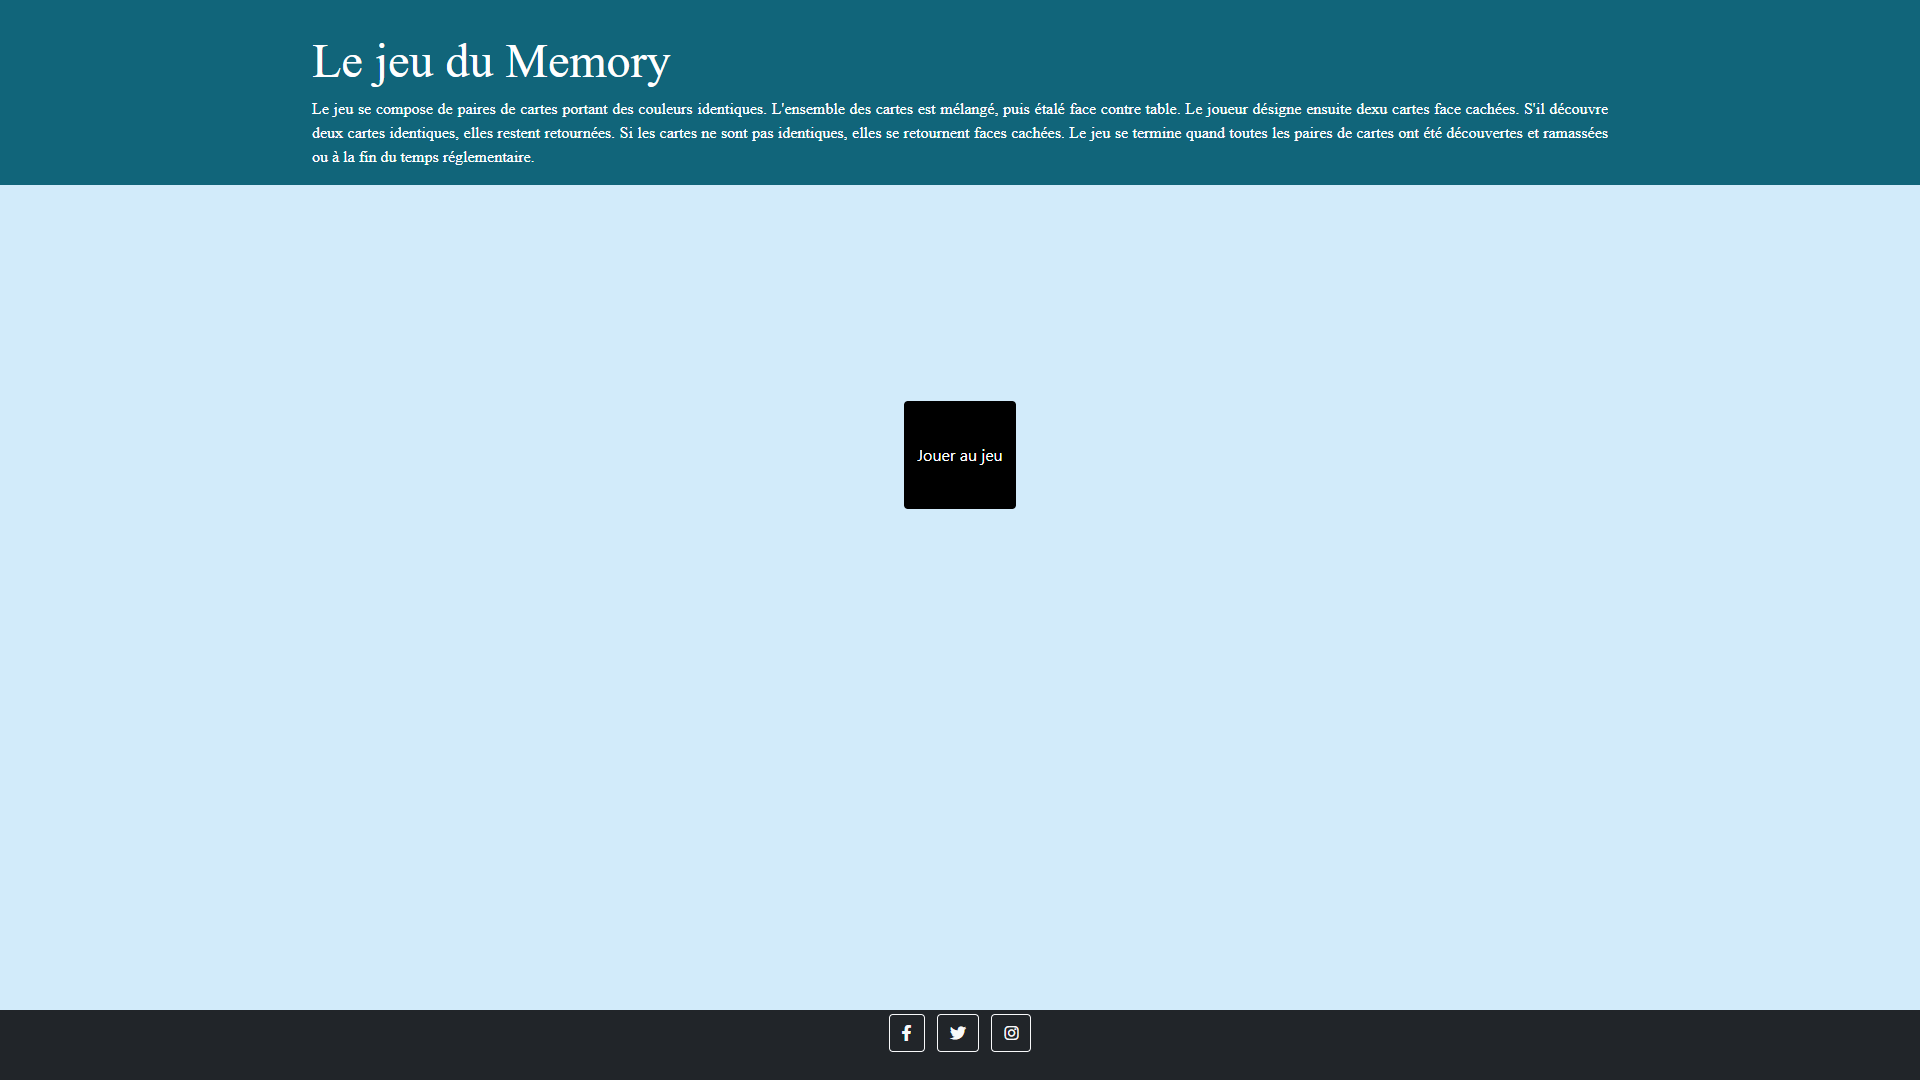 Le jeu du Memory
Le jeu se compose de paires de cartes portant des couleurs identiques. L'ensemble des cartes est mélangé, puis étalé face contre table. Le joueur désigne ensuite dexu cartes face cachées. S'il découvre
deux cartes identiques, elles restent retournées. Si les cartes ne sont pas identiques, elles se retournent faces cachées. Le jeu se termine quand toutes les paires de cartes ont été découvertes et ramassées
ou à la fin du temps réglementaire.
Jouer au jeu